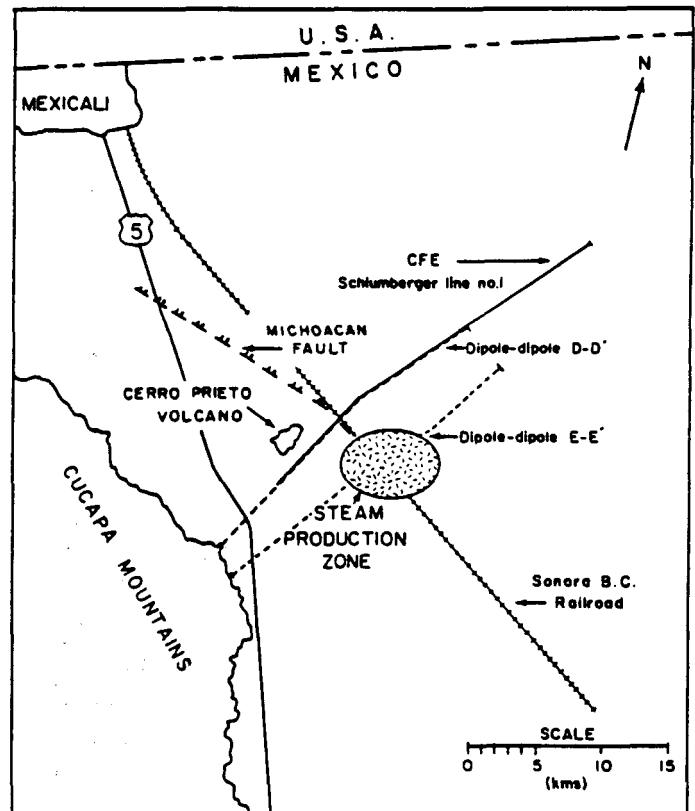 U.S.A.
MEXICO
N
MEXICALI
5
CFE
Schlumberger line no.1
MICHOACAN
FAULT
Dipole-dipole D-D'
CERRO PRIETO
VOLCANO
Dipole-dipole E-E'
CUCAPA MOUNTAINS
STEAM
PRODUCTION
ZONE
Sonora B.C.
Railroad
SCALE
0 5 10 15
(kms)